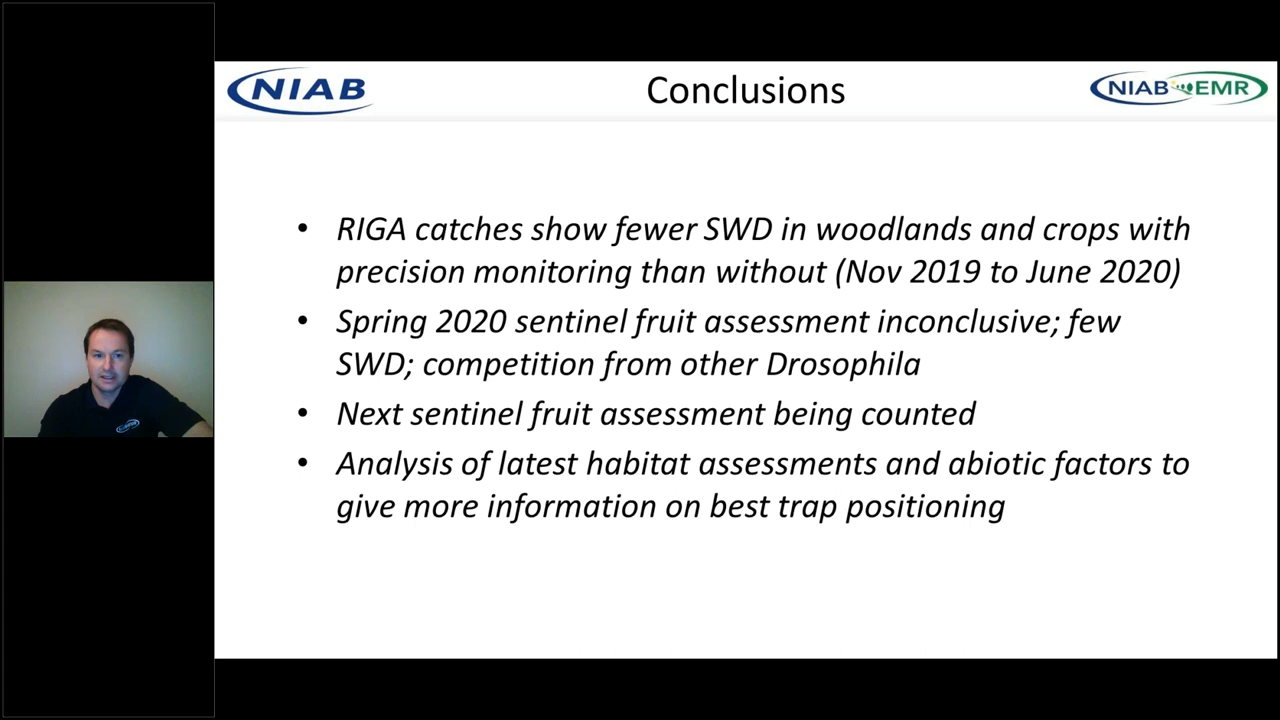 NIAB
Conclusions
NIAB EMR
• RIGA catches show fewer SWD in woodlands and crops with
precision monitoring than without (Nov 2019 to June 2020)
• Spring 2020 sentinel fruit assessment inconclusive; few
SWD; competition from other Drosophila
• Next sentinel fruit assessment being counted
• Analysis of latest habitat assessments and abiotic factors to
give more information on best trap positioning